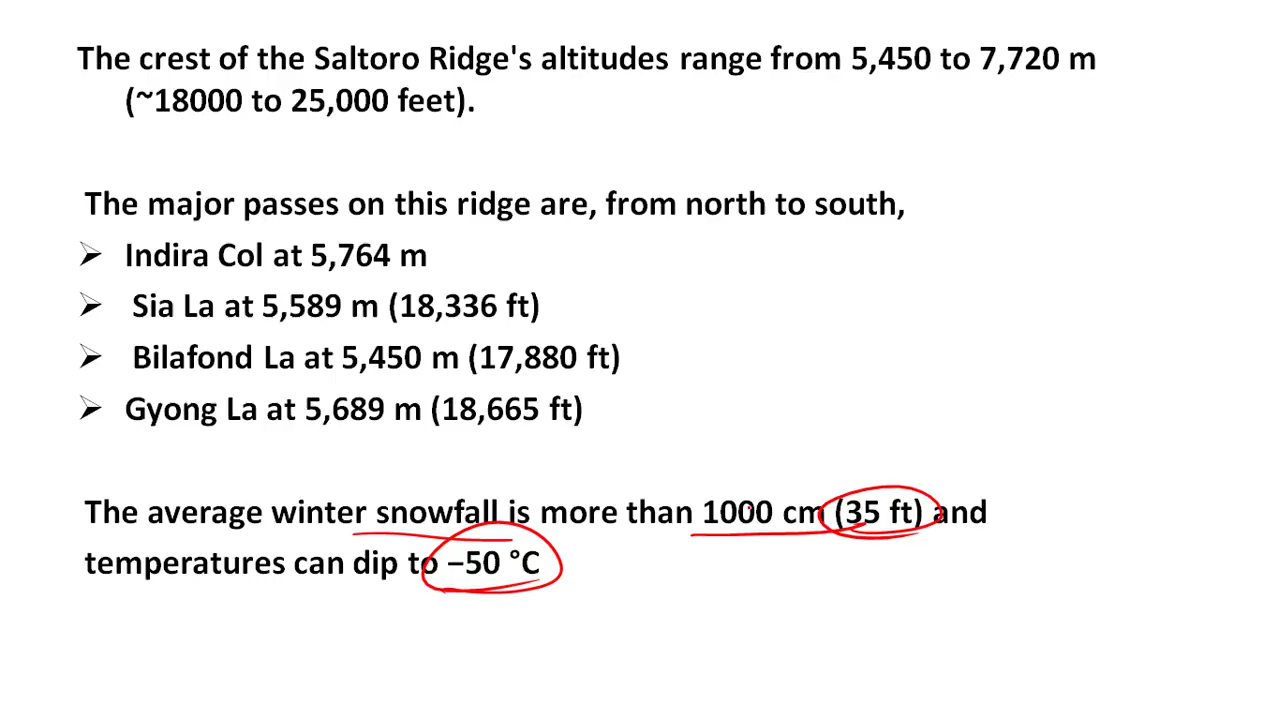 The crest of the Saltoro Ridge's altitudes range from 5,450 to 7,720 m
(~18000 to 25,000 feet).
The major passes on this ridge are, from north to south,
➢ Indira Col at 5,764 m
➢ Sia La at 5,589 m (18,336 ft)
➢ Bilafond La at 5,450 m (17,880 ft)
➢ Gyong La at 5,689 m (18,665 ft)
The average winter snowfall is more than 1000 cm (35 ft) and
temperatures can dip to −50 °C